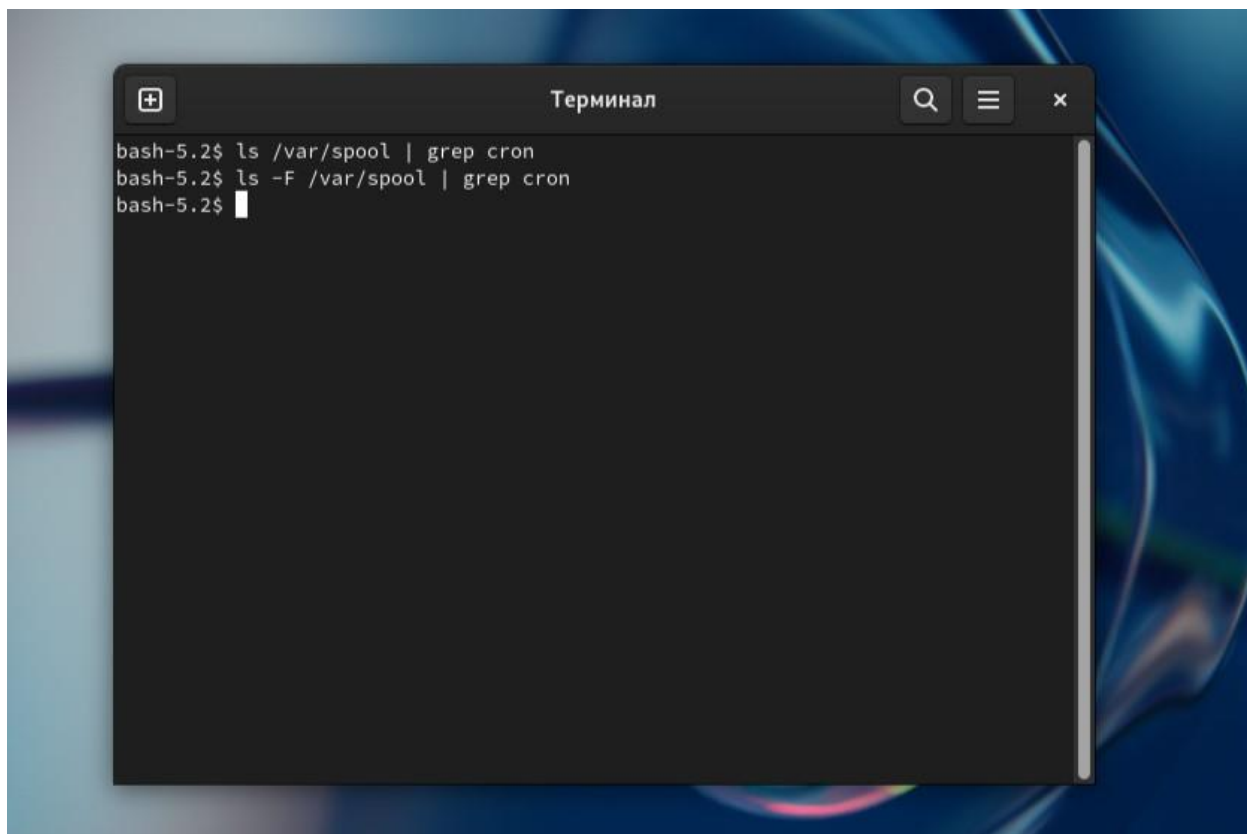 Терминал
bash-5.2$ ls /var/spool | grep cron
bash-5.2$ ls -F /var/spool | grep cron
bash-5.2$